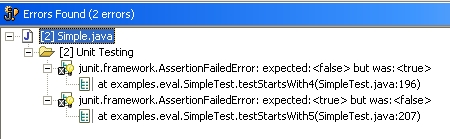 Errors Found (2 errors)
[2] Simple.java
[2] Unit Testing
junit.framework.AssertionFailedError: expected:<false> but was:<true>
at examples.eval.SimpleTest.testStartsWith4(SimpleTest.java:196)
junit.framework.AssertionFailedError: expected:<true> but was:<false>
at examples.eval.SimpleTest.testStartsWith5(SimpleTest.java:207)